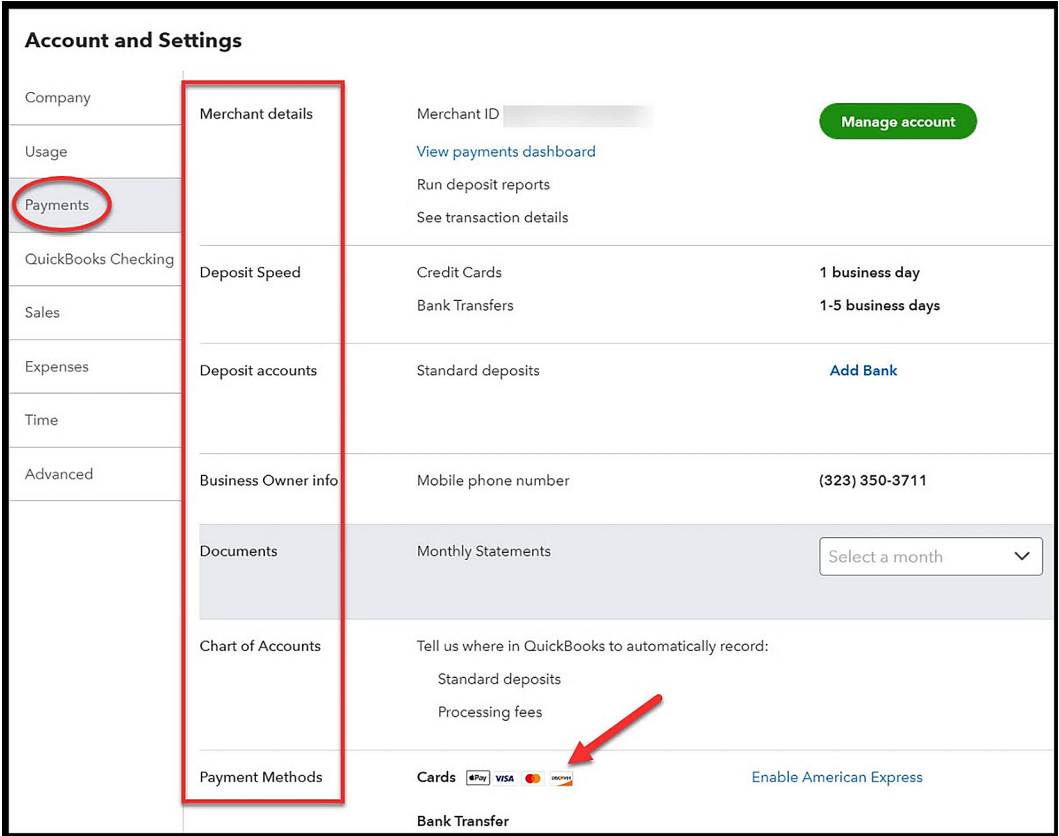 Account and Settings
Company
Usage
Payments
QuickBooks Checking
Sales
Expenses
Time
Advanced
Merchant details
Merchant ID
Manage account
View payments dashboard
Run deposit reports
See transaction details
Deposit Speed
Credit Cards
1 business day
Bank Transfers
1-5 business days
Deposit accounts
Standard deposits
Add Bank
Business Owner info
Mobile phone number
(323) 350-3711
Documents
Monthly Statements
Select a month
Chart of Accounts
Tell us where in QuickBooks to automatically record:
Standard deposits
Processing fees
Payment Methods
Cards
Pay
VISA
DISCOVER
Enable American Express
Bank Transfer